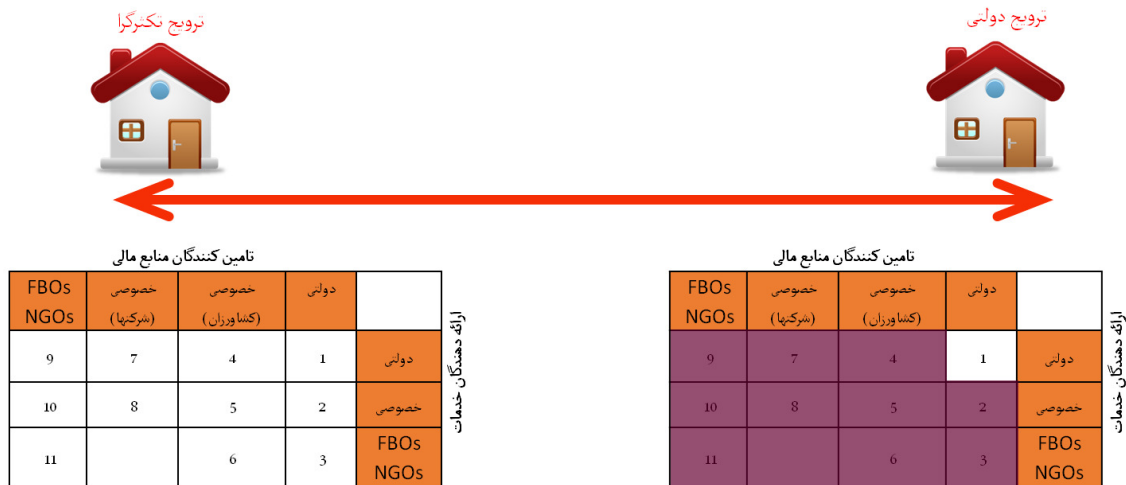 ترویج دولتی
ترویج تکثرگرا
تامین کنندگان منابع مالی
دولتی خصوصی (کشاورزان) خصوصی (شرکتها) FBOs NGOs
دولتی 1 4 7 9
خصوصی 2 5 8 10
FBOs NGOs 3 6 11
ارائه دهندگان خدمات
تامین کنندگان منابع مالی
دولتی خصوصی (کشاورزان) خصوصی (شرکتها) FBOs NGOs
دولتی 1 4 7 9
خصوصی 2 5 8 10
FBOs NGOs 3 6 11
ارائه دهندگان خدمات